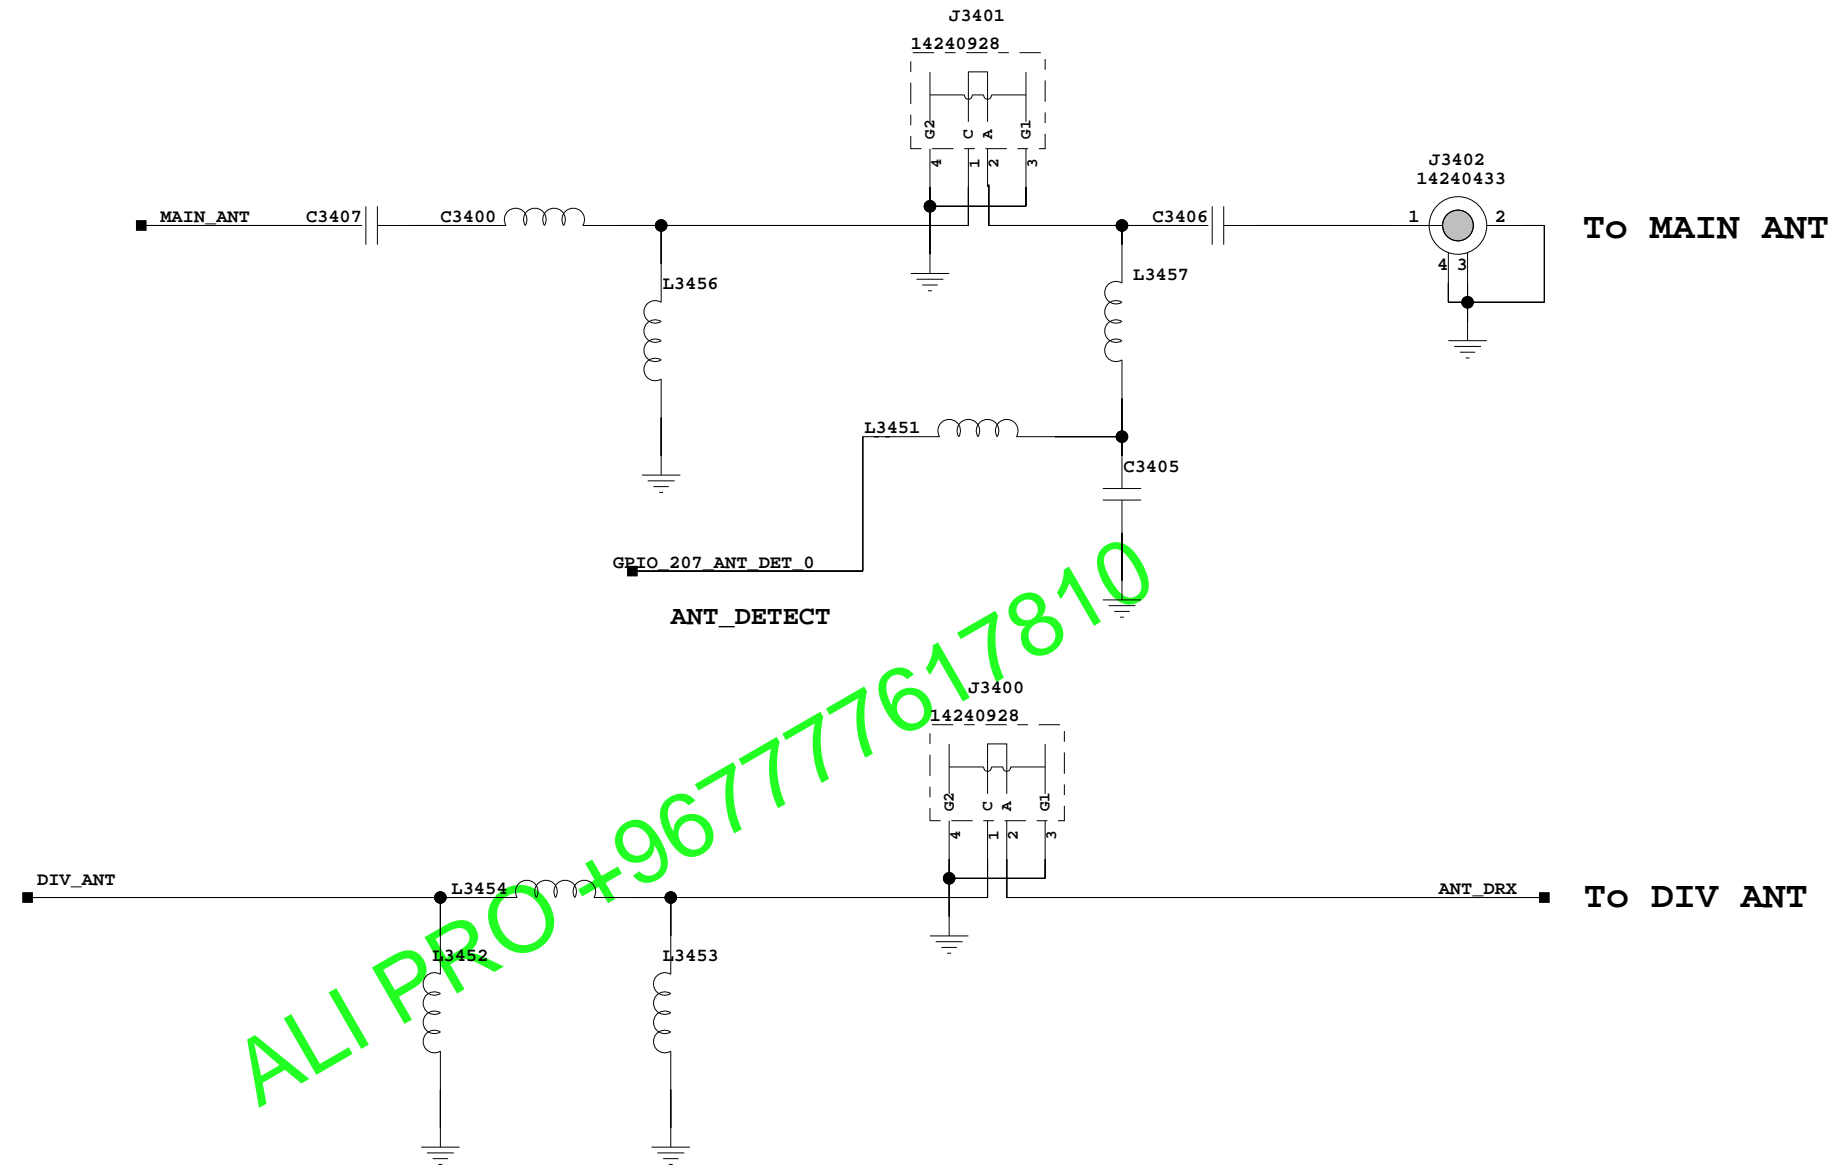 J3401
14240928
G2 C A G1
4 1 2 3
J3402
14240433
MAIN_ANT
C3407
C3400
C3406
1
2
To MAIN ANT
4 3
L3456
L3457
L3451
C3405
GPIO_207_ANT_DET_0
ANT_DETECT
ALI PRO +967777617810
J3400
14240928
G2 C A G1
4 1 2 3
DIV_ANT
L3454
ANT_DRX
To DIV ANT
L3452
L3453